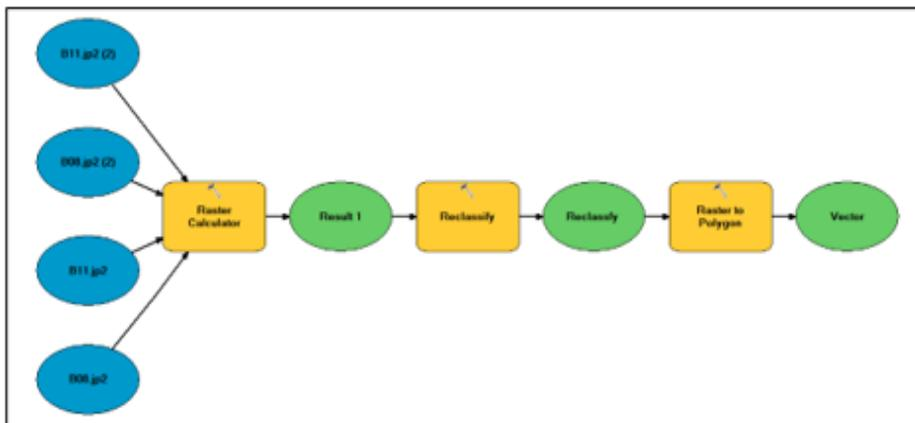 B11.jp2 (2)
B08.jp2 (2)
Raster
Calculator
Result 1
Reclassify
Reclassfy
Raster to
Polygon
Vector
B11.jp2
B08.jp2